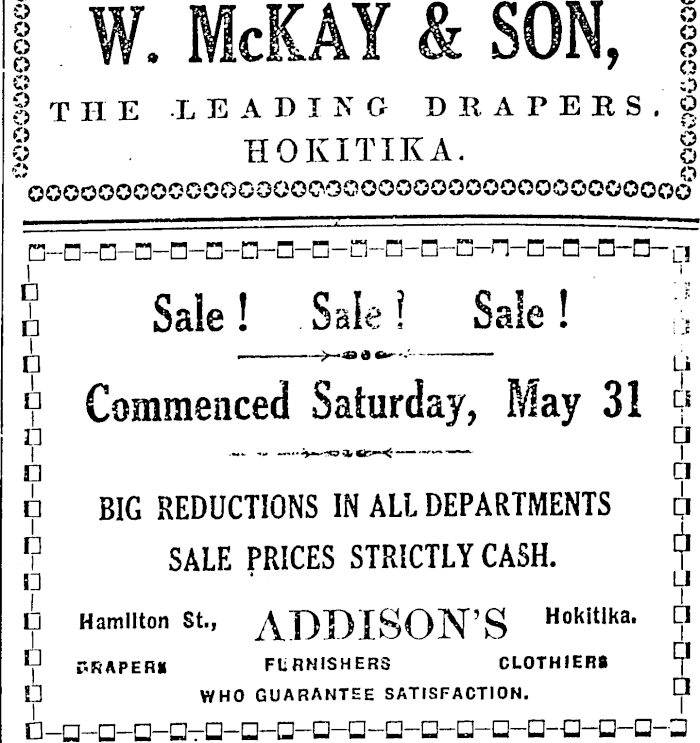 W. McKAY & SON,
THE LEADING DRAPERS.
HOKITIKA.
Sale ! Sale ! Sale !
Commenced Saturday, May 31
BIG REDUCTIONS IN ALL DEPARTMENTS
SALE PRICES STRICTLY CASH.
Hamilton St., ADDISON'S Hokitika.
DRAPERS FURNISHERS CLOTHIERS
WHO GUARANTEE SATISFACTION.